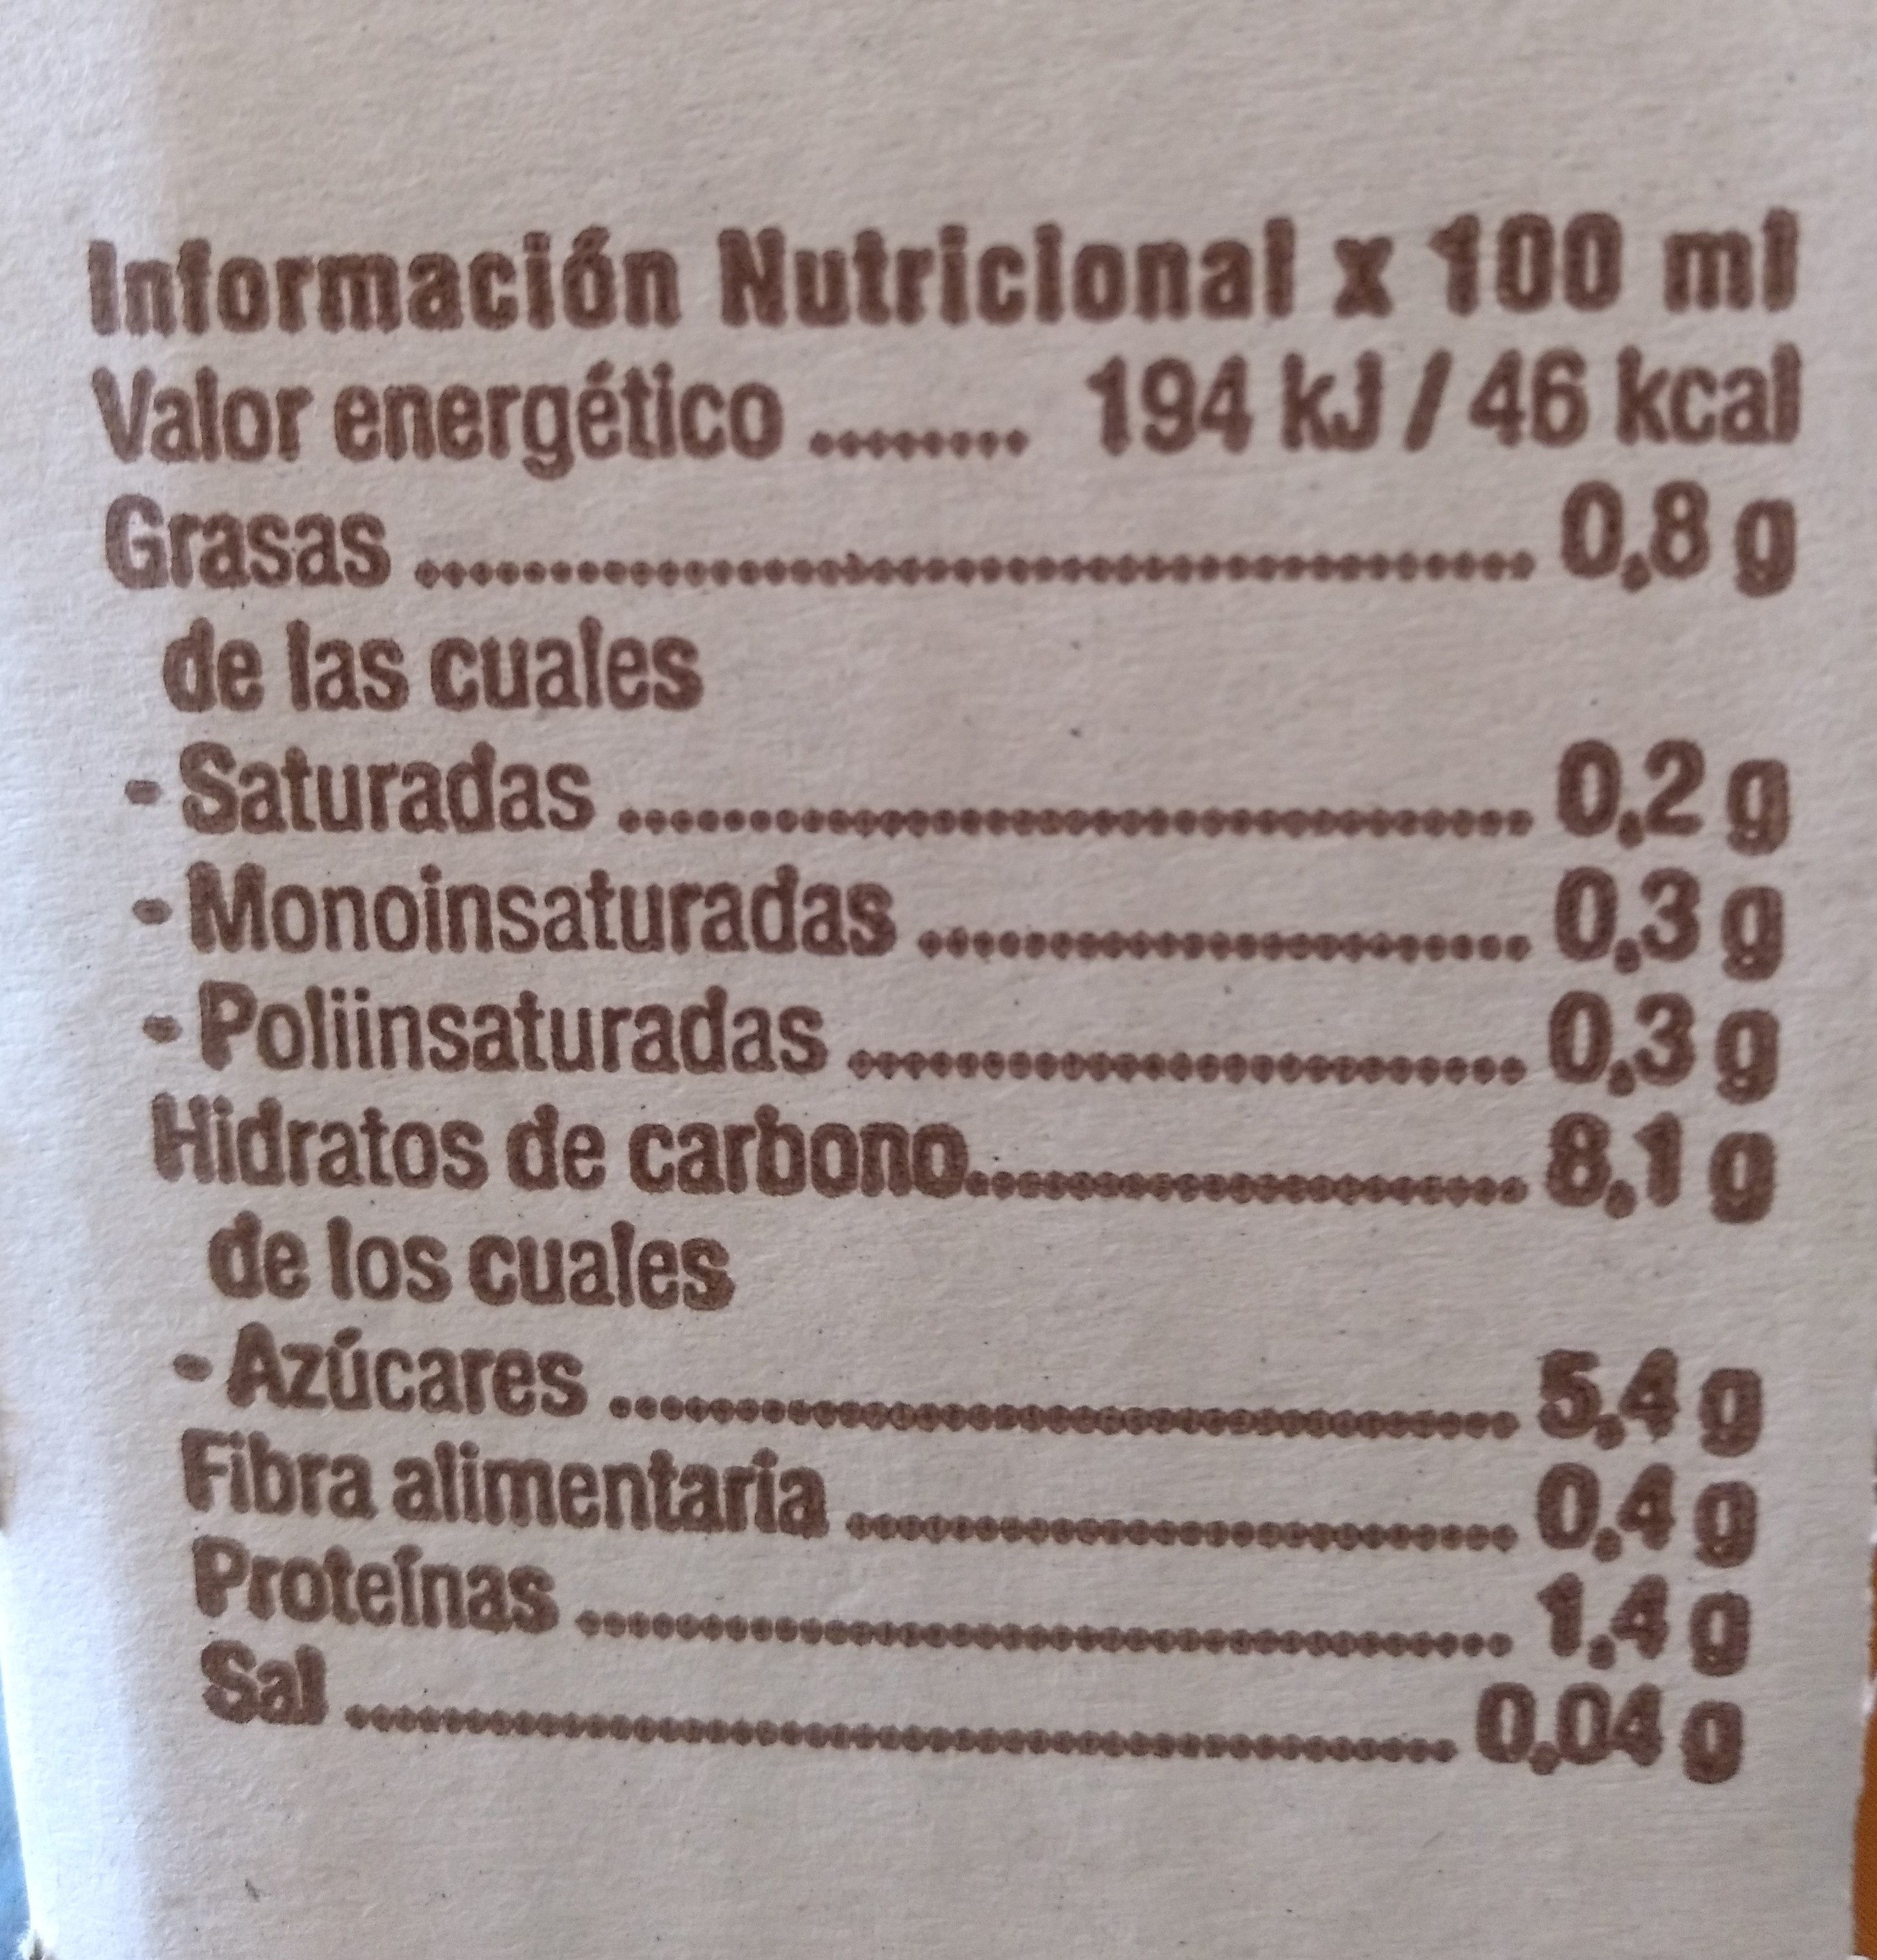 Información Nutricional x 100 ml
Valor energético ........ 194 kJ / 46 kcal
Grasas ........ 0,8 g
de las cuales
- Saturadas ........ 0,2 g
- Monoinsaturadas ........ 0,3 g
- Poliinsaturadas ........ 0,3 g
Hidratos de carbono ........ 8,1 g
de los cuales
- Azúcares ........ 5,4 g
Fibra alimentaria ........ 0,4 g
Proteínas ........ 1,4 g
Sal ........ 0,04 g